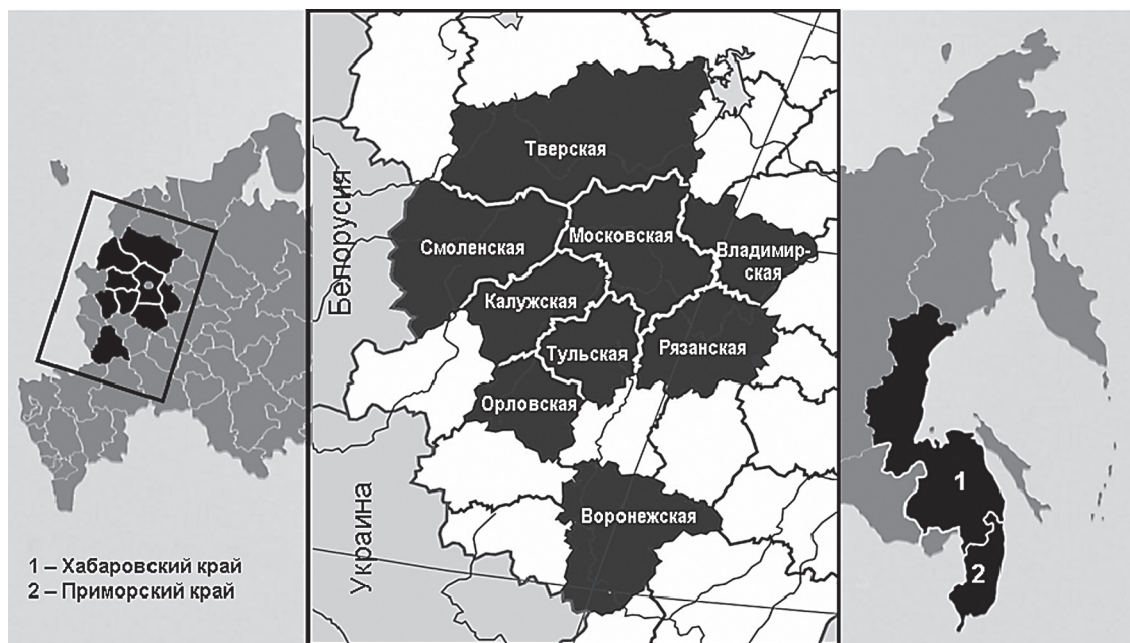 1 – Хабаровский край
2 – Приморский край
Белорусия
Украина
Тверская
Смоленская
Московская
Владимир-
ская
Калужская
Тульская
Рязанская
Орловская
Воронежская
1
2